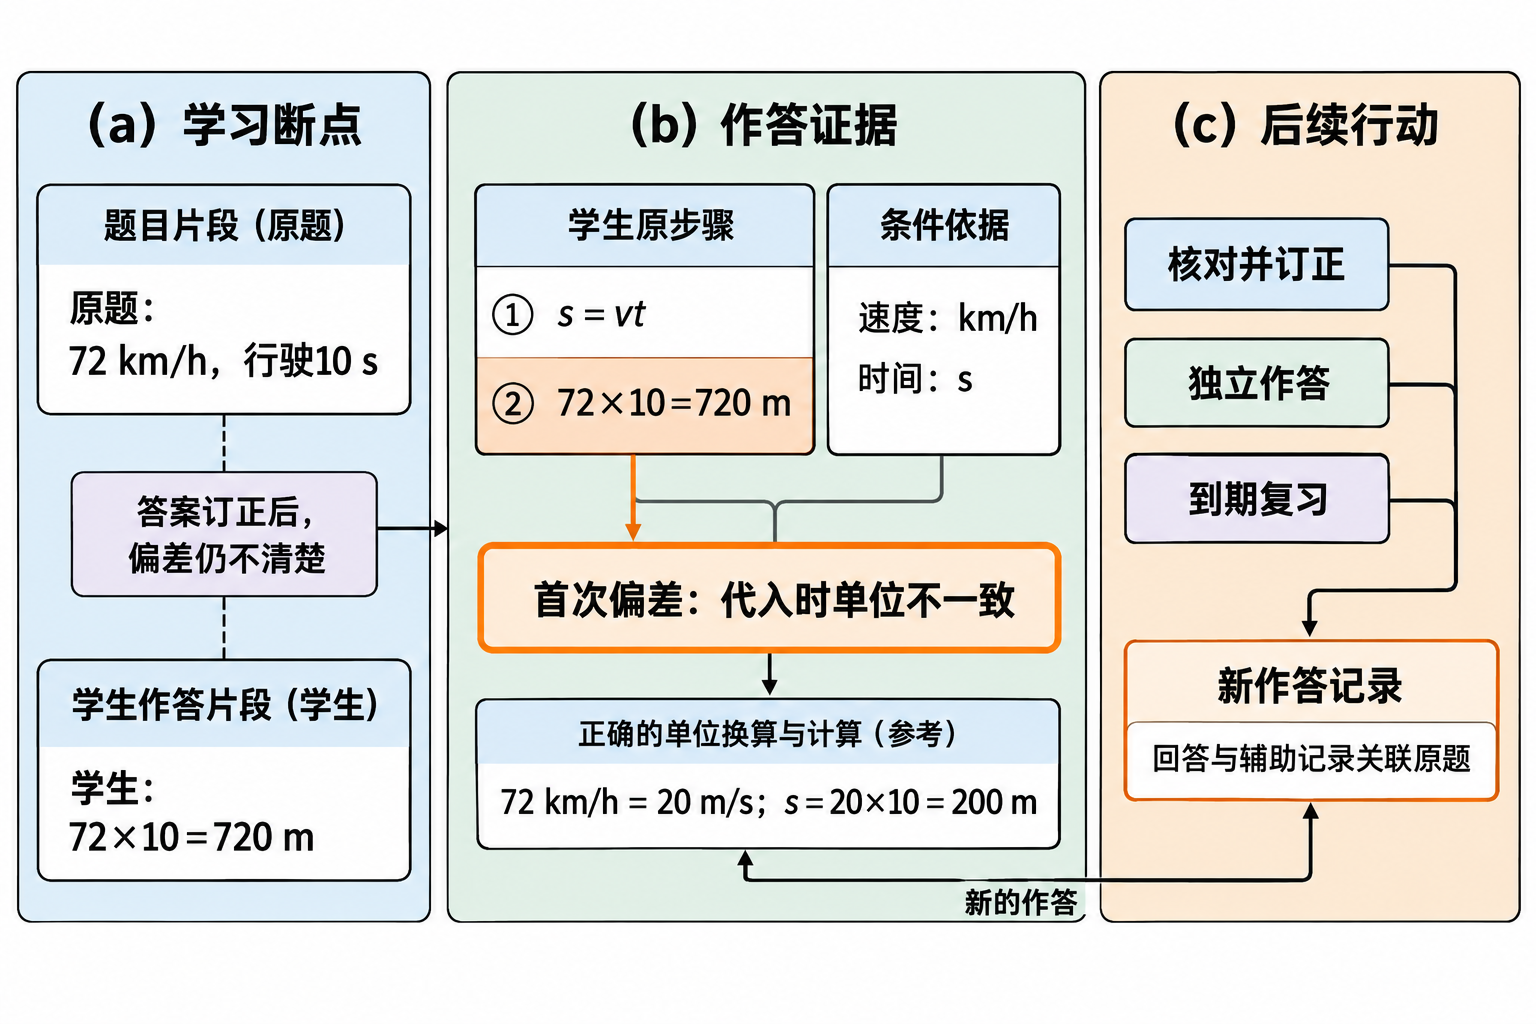 (a) 学习断点
题目片段（原题）
原题：
72 km/h，行驶10 s
答案订正后，
偏差仍不清楚
学生作答片段（学生）
学生：
72×10=720 m
(b) 作答证据
学生原步骤
① s = vt
② 72×10=720 m
条件依据
速度：km/h
时间：s
首次偏差：代入时单位不一致
正确的单位换算与计算（参考）
72 km/h = 20 m/s；s = 20×10 = 200 m
新的作答
(c) 后续行动
核对并订正
独立作答
到期复习
新作答记录
回答与辅助记录关联原题